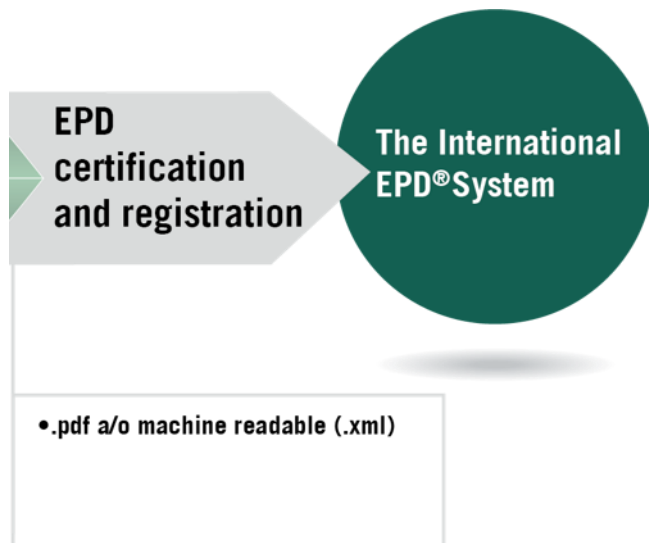 EPD
certification
and registration
The International
EPD®System
•.pdf a/o machine readable (.xml)